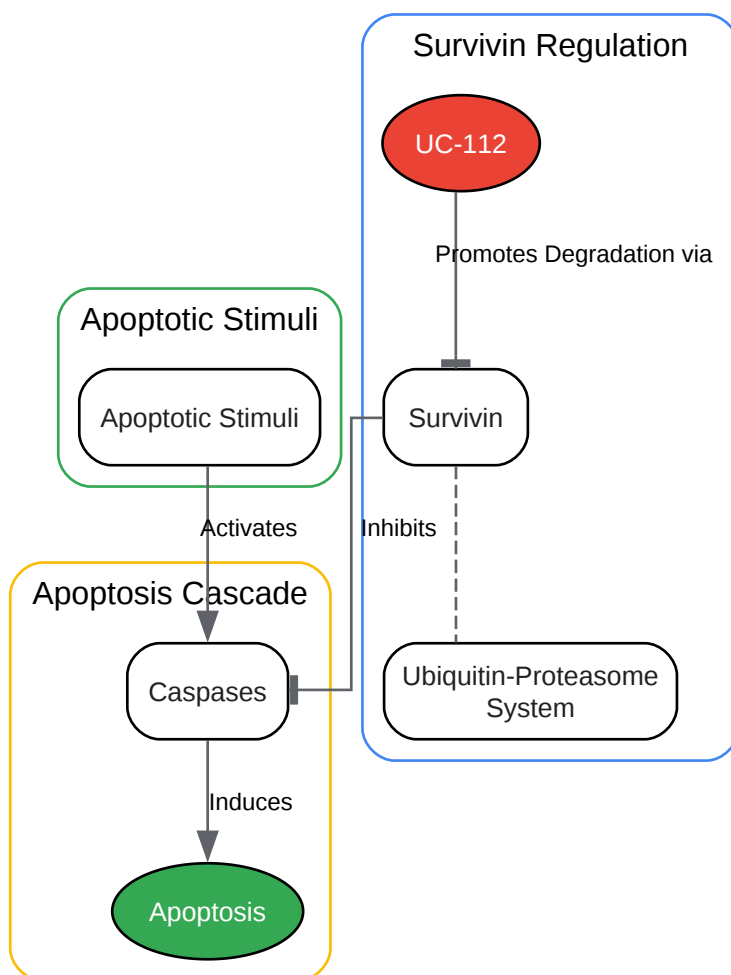 Survivin Regulation
UC-112
Promotes Degradation via
Apoptotic Stimuli
Apoptotic Stimuli
Survivin
Activates
Inhibits
Apoptosis Cascade
Caspases
Ubiquitin-Proteasome
System
Induces
Apoptosis